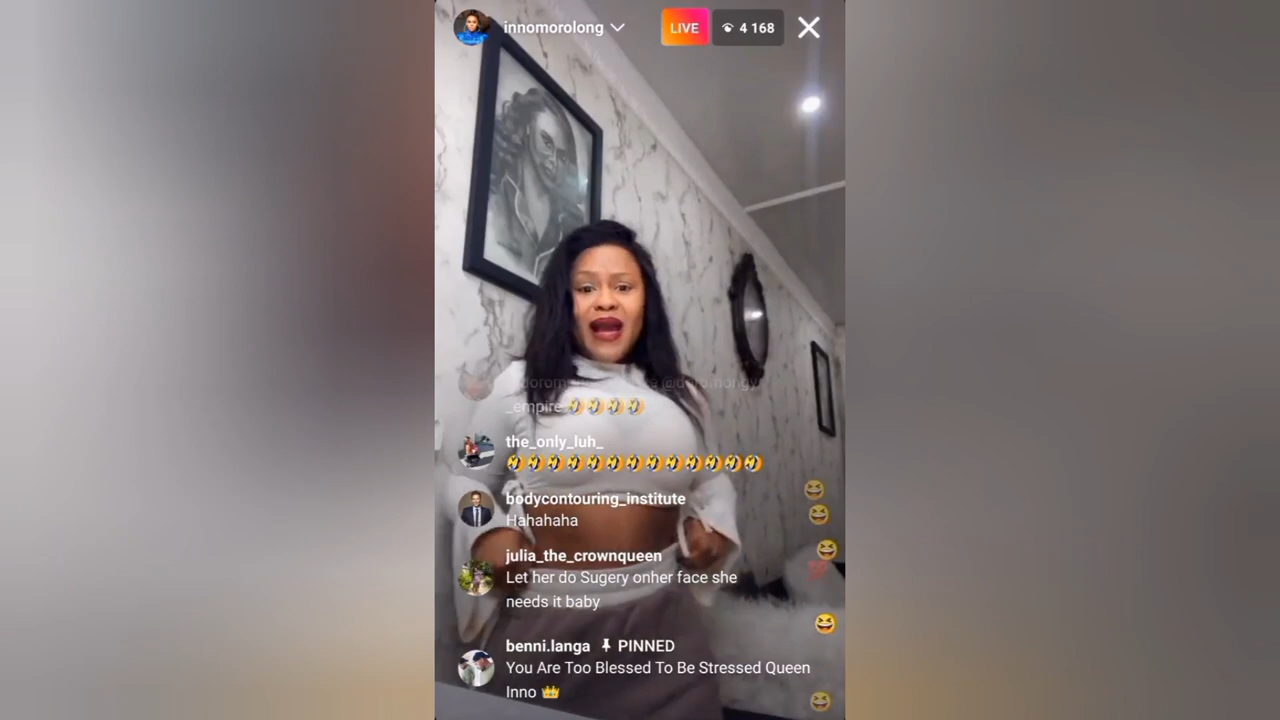 innomorolong
LIVE
4 168
_empire 🤣🤣🤣🤣
the_only_luh_
🤣🤣🤣🤣🤣🤣🤣🤣🤣🤣🤣🤣🤣
bodycontouring_institute
Hahahaha
julia_the_crownqueen
Let her do Sugery onher face she
needs it baby
benni.langa PINNED
You Are Too Blessed To Be Stressed Queen
Inno 👑